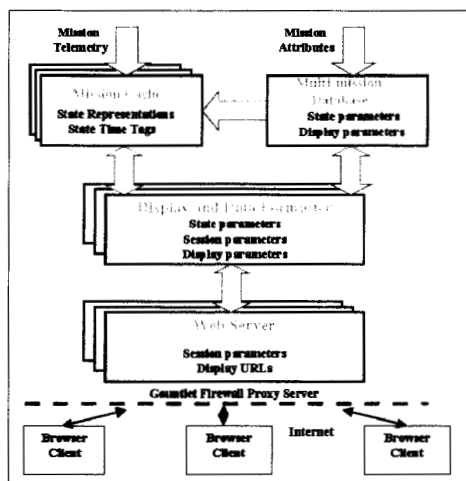 Mission
Telemetry
Mission
Attributes
Mission Cache
State Representations
State Time Tags
Multi-mission
Database
State parameters
Display parameters
Display and Data Formatter
State parameters
Session parameters
Display parameters
Web Server
Session parameters
Display URLs
Gauntlet Firewall Proxy Server
Internet
Browser
Client
Browser
Client
Browser
Client